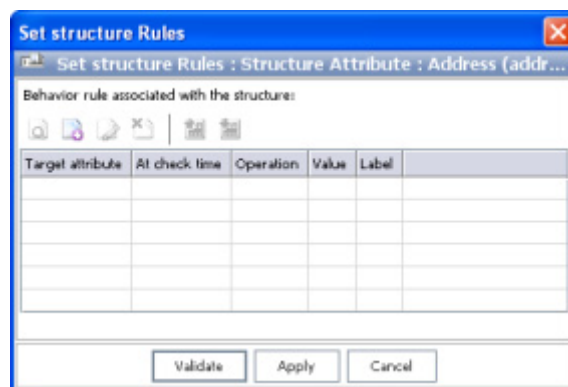 Set structure Rules
Set structure Rules : Structure Attribute : Address (addr...
Behavior rule associated with the structure:
Target attribute At check time Operation Value Label
Validate Apply Cancel